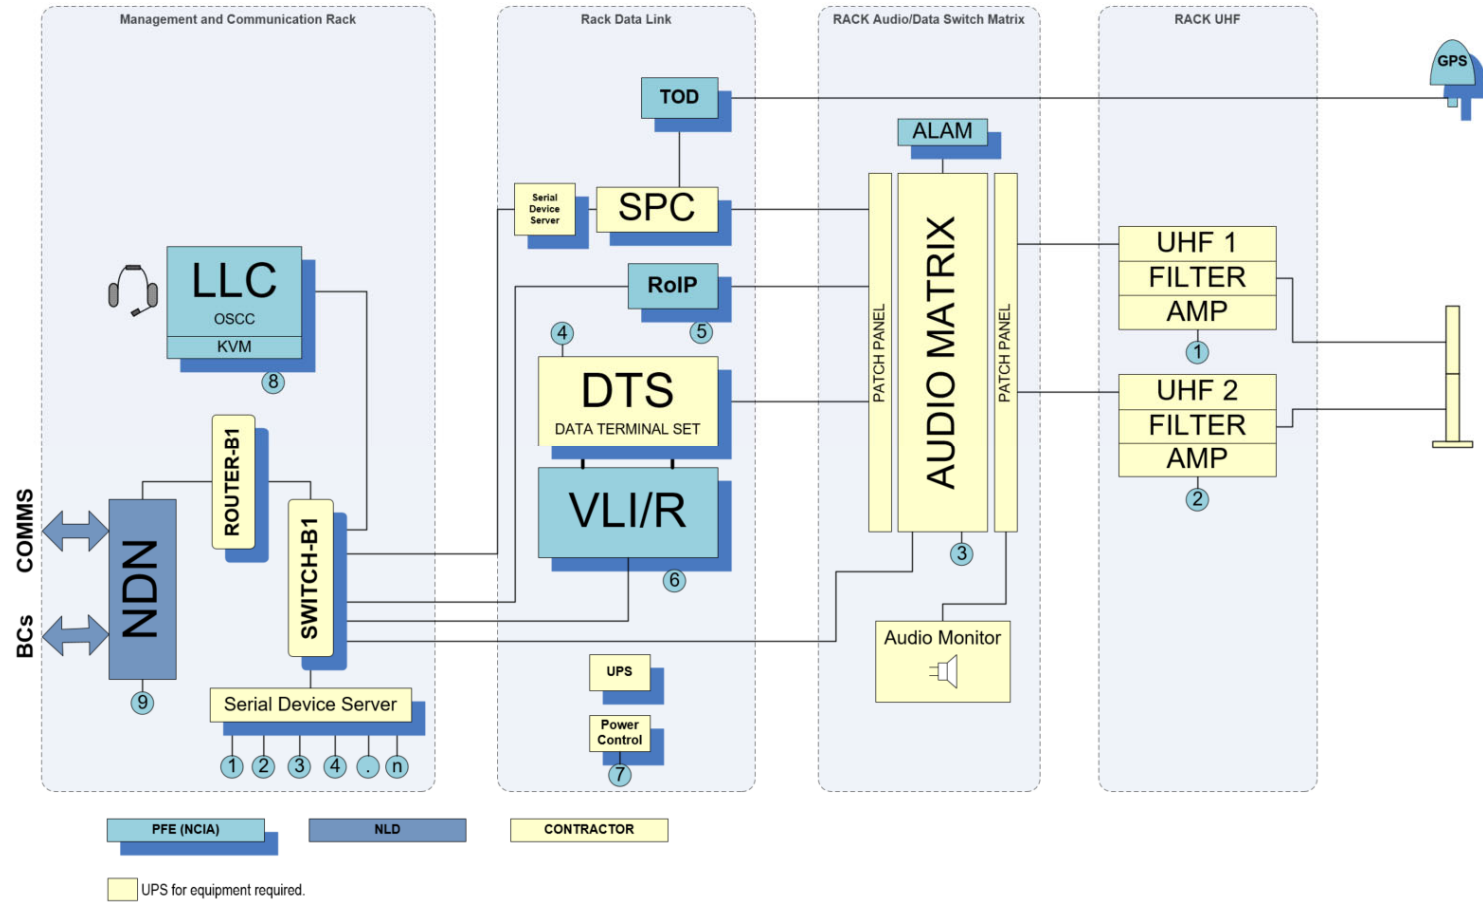 Management and Communication Rack
Rack Data Link
RACK Audio/Data Switch Matrix
RACK UHF
GPS
TOD
ALAM
Serial
Device
Server
SPC
LLC
OSCC
KVM
8
RoIP
5
4
DTS
DATA TERMINAL SET
VLI/R
6
PATCH PANEL
AUDIO MATRIX
PATCH PANEL
3
UHF 1
FILTER
AMP
1
UHF 2
FILTER
AMP
2
ROUTER-B1
COMMS
BCs
NDN
9
SWITCH-B1
Serial Device Server
1
2
3
4
.
n
UPS
Power
Control
7
Audio Monitor
PFE (NCIA)
NLD
CONTRACTOR
UPS for equipment required.